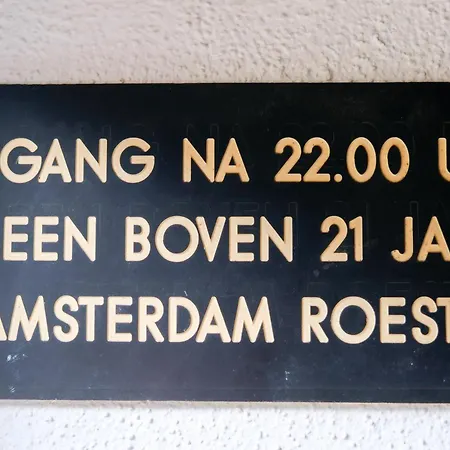 GANG NA 22.00 U
EEN BOVEN 21 JA
AMSTERDAM ROEST